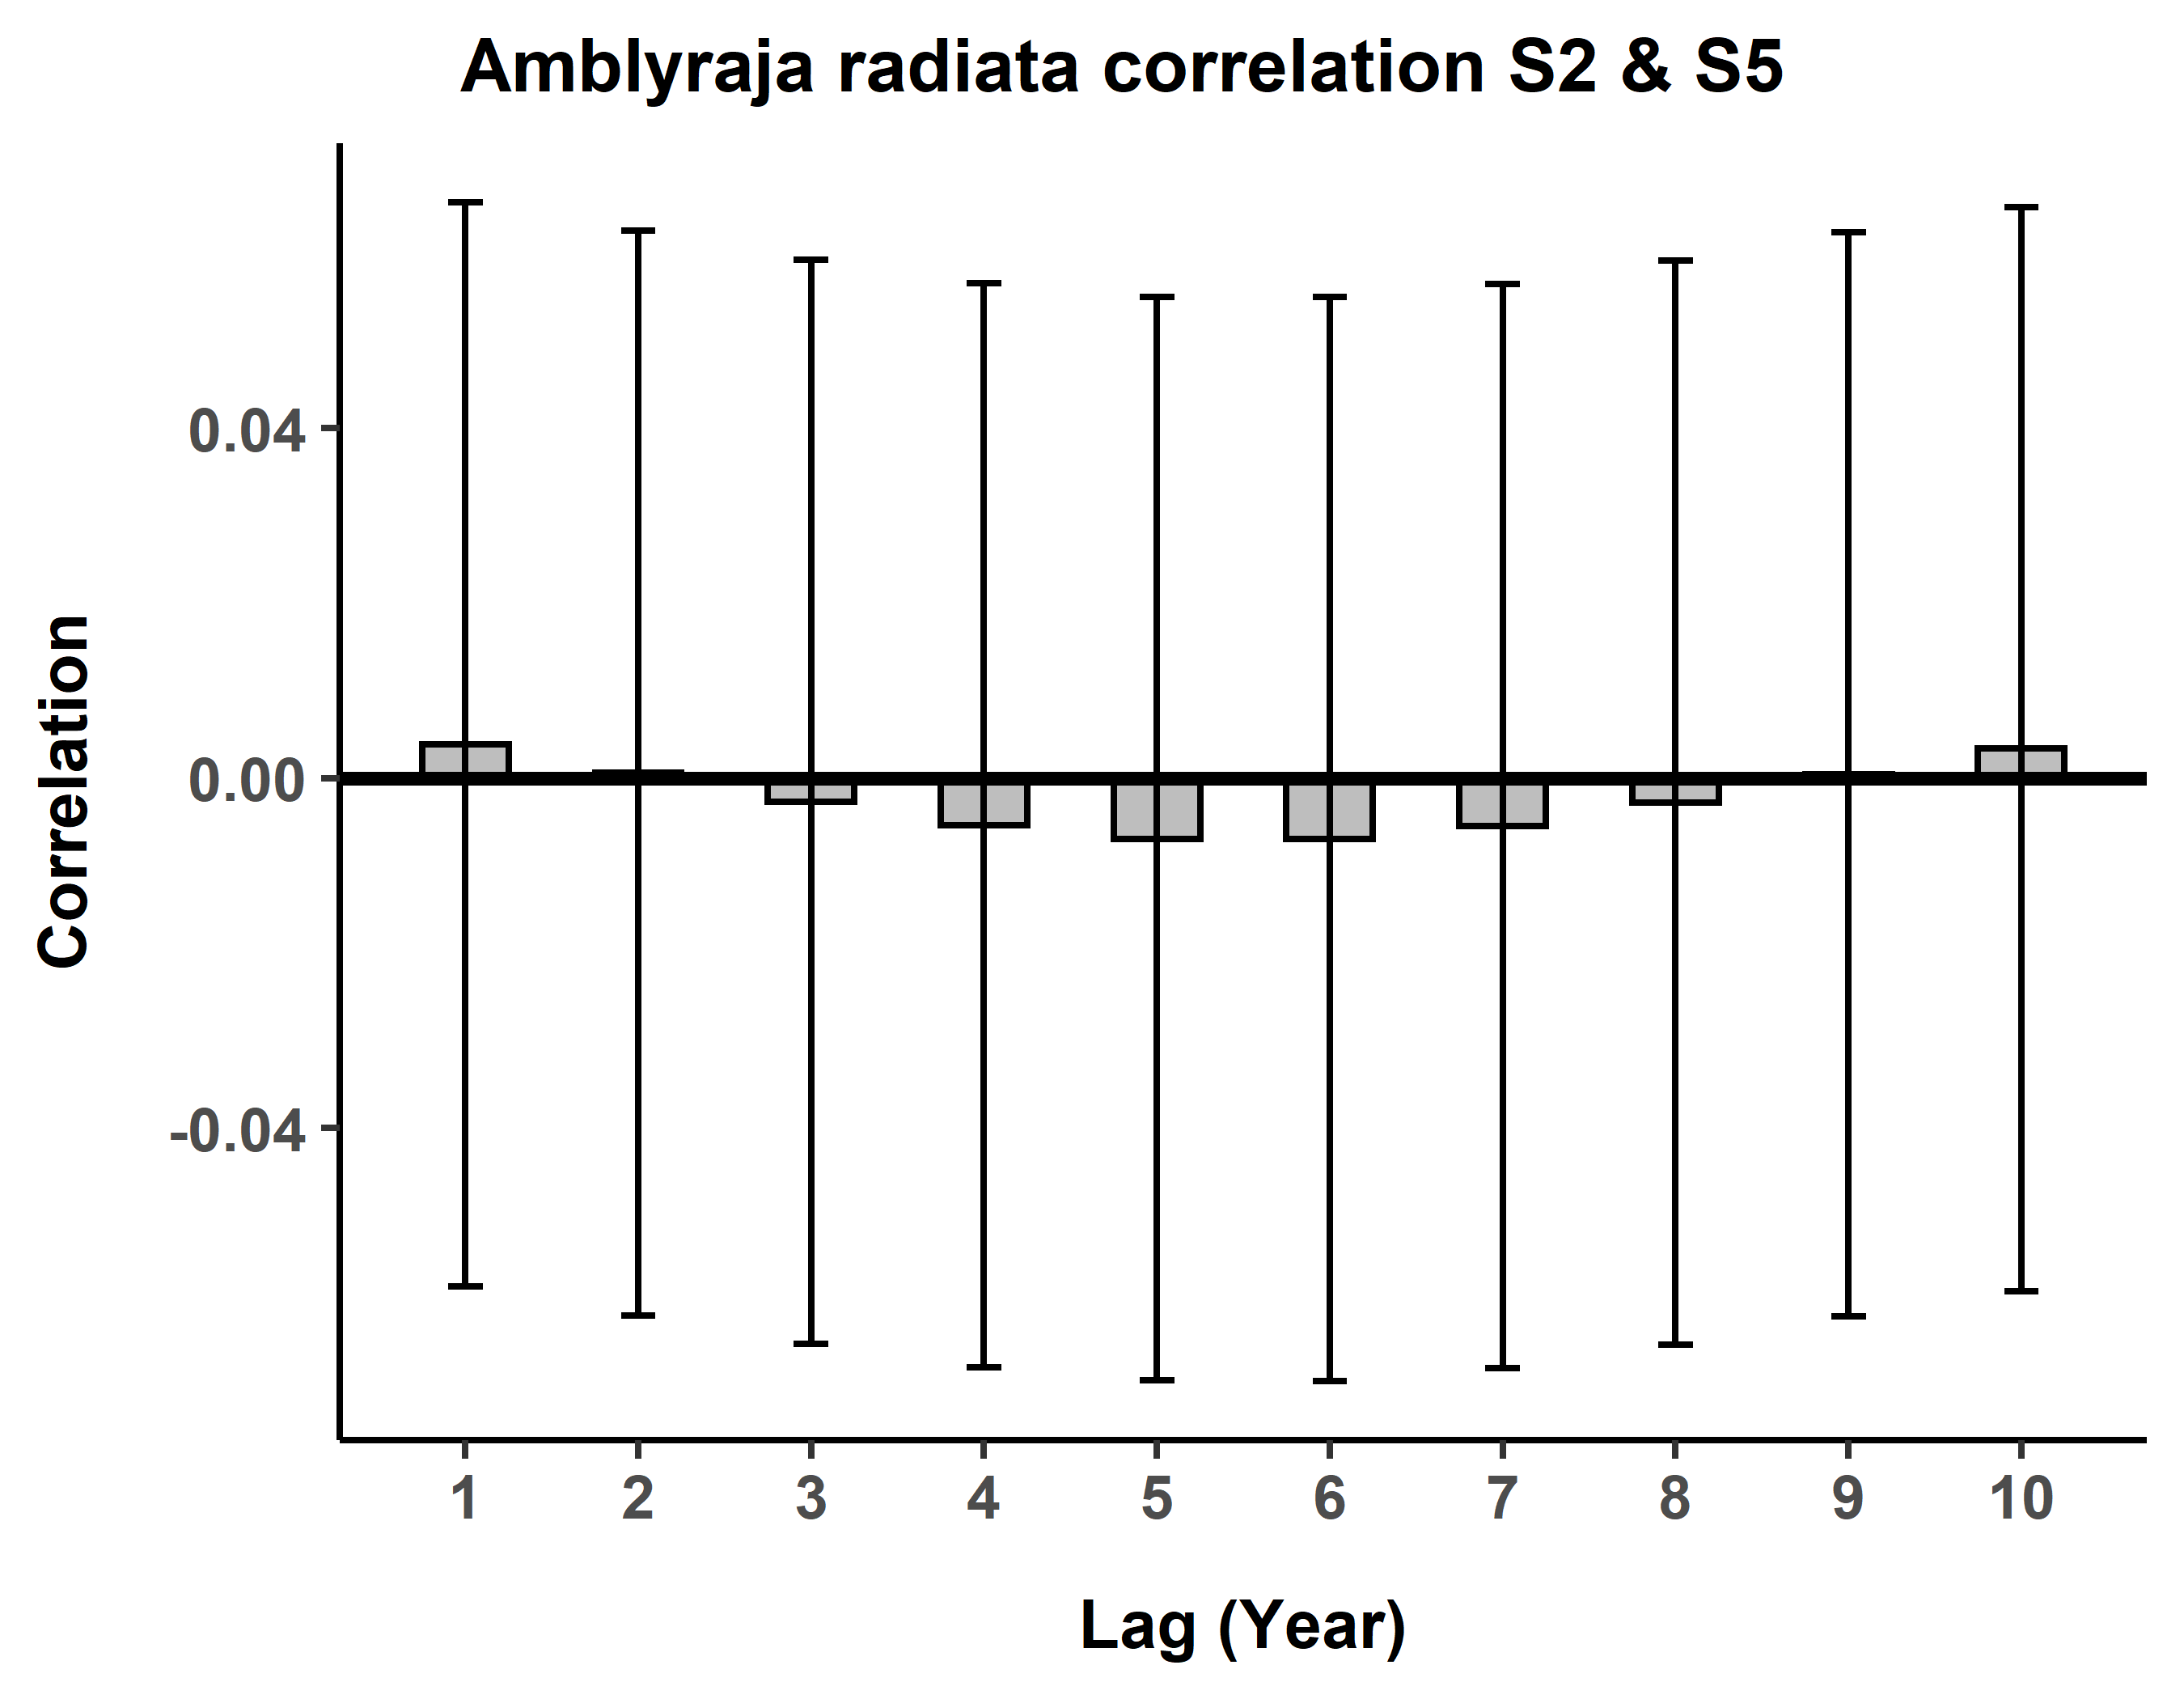 Amblyraja radiata correlation S2 & S5
Correlation
0.04
0.00
-0.04
1 2 3 4 5 6 7 8 9 10
Lag (Year)